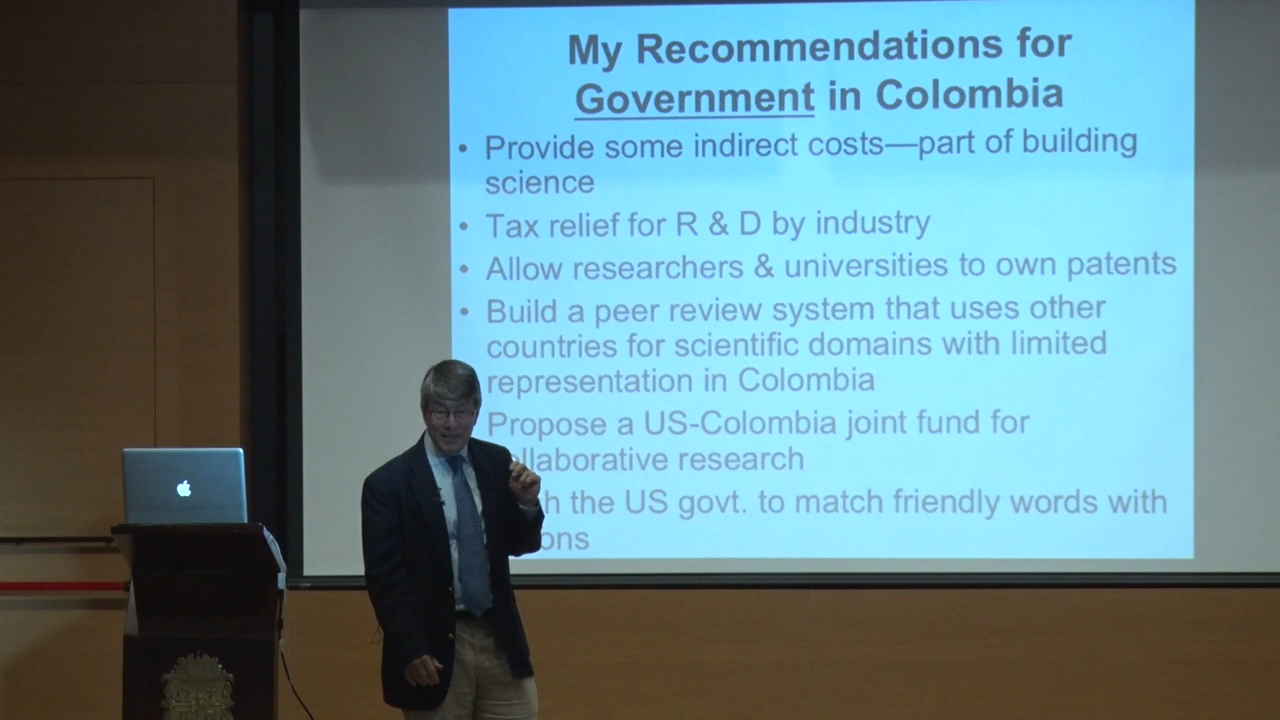 My Recommendations for
Government in Colombia
• Provide some indirect costs—part of building
science
• Tax relief for R & D by industry
• Allow researchers & universities to own patents
• Build a peer review system that uses other
countries for scientific domains with limited
representation in Colombia
Propose a US-Colombia joint fund for
collaborative research
the US govt. to match friendly words with